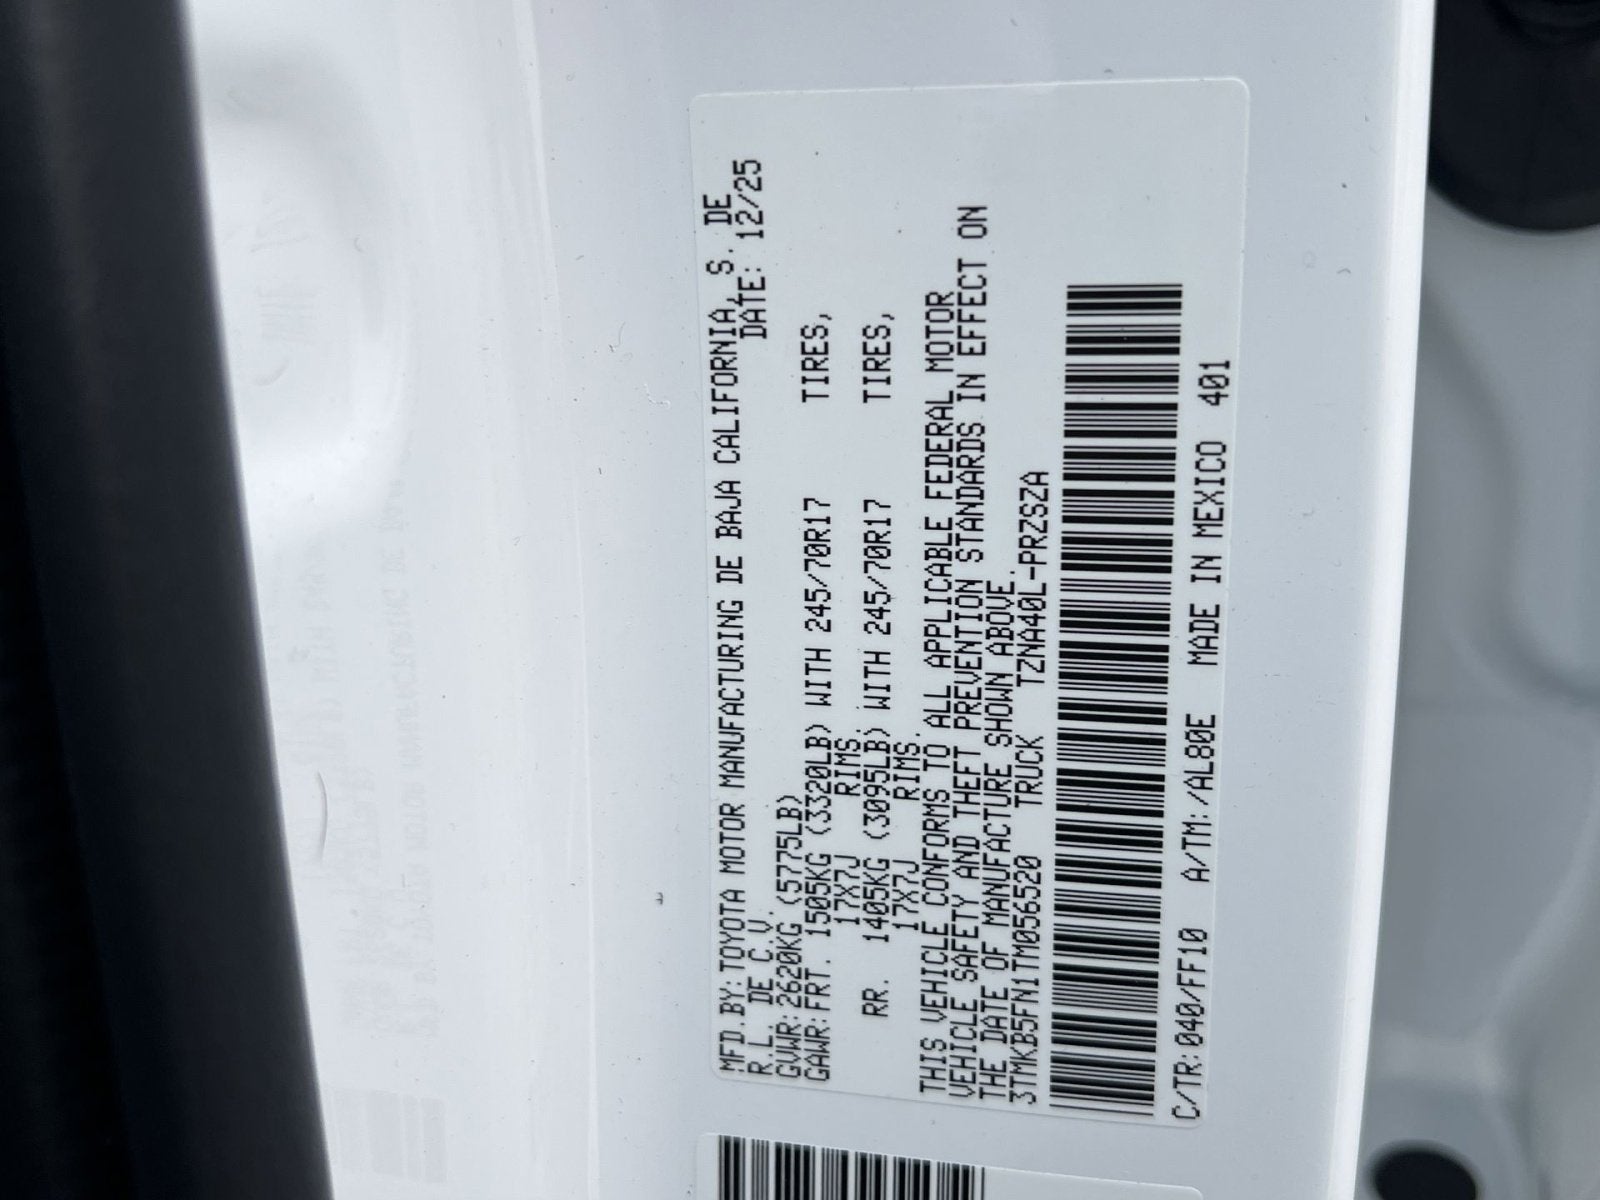 MFD.BY:TOYOTA MOTOR MANUFACTURING DE BAJA CALIFORNIA, S. DE
R.L. DE C.V. DATE: 12/25
GVWR:2620KG (5775LB)
GAWR:FRT. 1505KG (3320LB) WITH 245/70R17 TIRES,
17X7J RIMS.
RR. 1405KG (3095LB) WITH 245/70R17 TIRES,
17X7J RIMS.
THIS VEHICLE CONFORMS TO ALL APPLICABLE FEDERAL MOTOR
VEHICLE SAFETY AND THEFT PREVENTION STANDARDS IN EFFECT ON
THE DATE OF MANUFACTURE SHOWN ABOVE.
3TMKB5FN1TM056520 TRUCK TZNA40L-PRZSZA
C/TR:040/FF10 A/TM:/AL80E MADE IN MEXICO 401